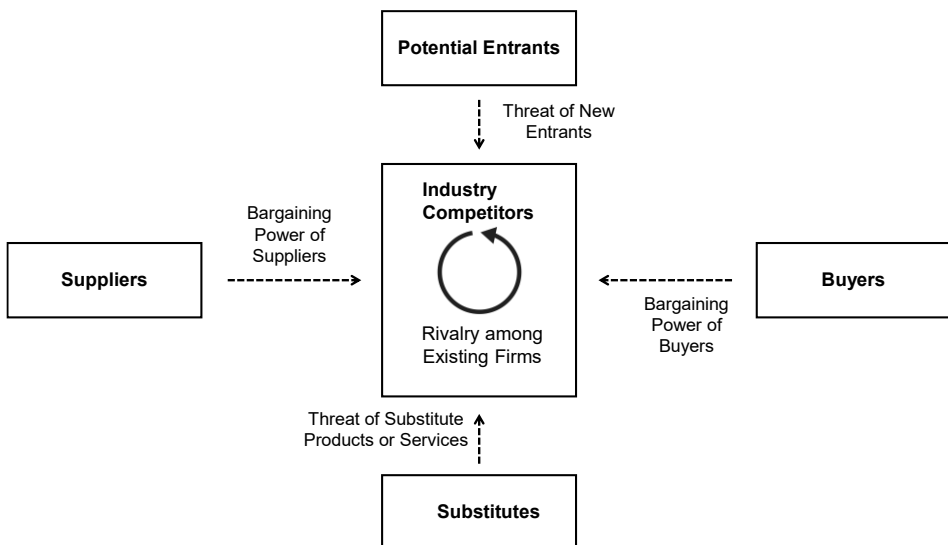 Potential Entrants
Threat of New
Entrants
Industry
Competitors
Bargaining
Power of
Suppliers
Suppliers
Buyers
Bargaining
Power of
Buyers
Rivalry among
Existing Firms
Threat of Substitute
Products or Services
Substitutes